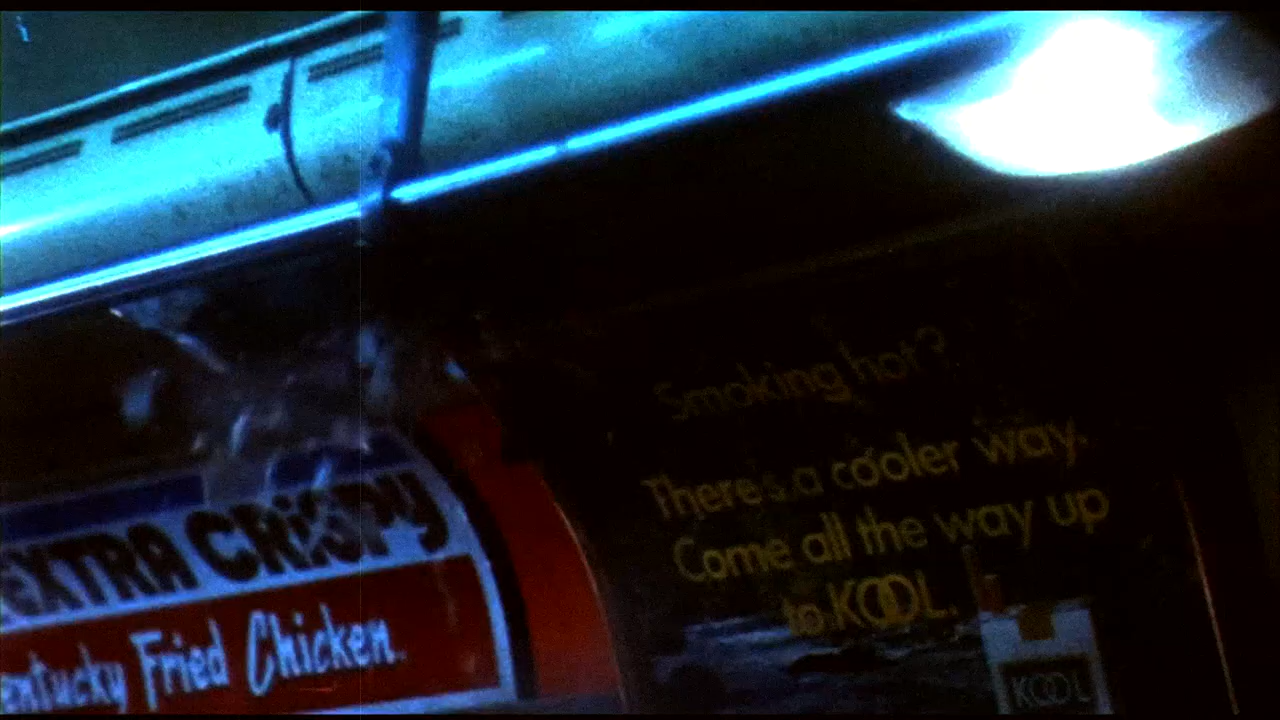 EXTRA CRiSPY
entucky Fried Chicken.
Smoking hot?
There's a cooler way.
Come all the way up
to KOOL.
KOOL